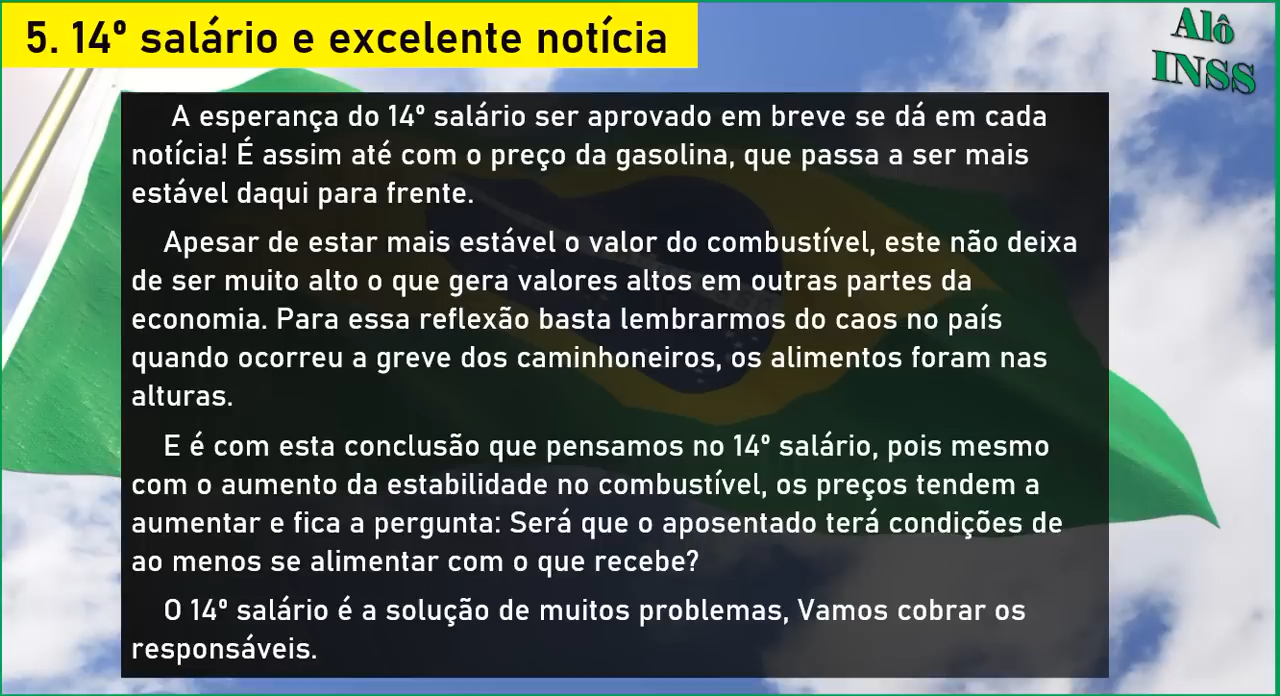 5. 14º salário e excelente notícia
Alô
INSS
A esperança do 14º salário ser aprovado em breve se dá em cada
notícia! É assim até com o preço da gasolina, que passa a ser mais
estável daqui para frente.
Apesar de estar mais estável o valor do combustível, este não deixa
de ser muito alto o que gera valores altos em outras partes da
economia. Para essa reflexão basta lembrarmos do caos no país
quando ocorreu a greve dos caminhoneiros, os alimentos foram nas
alturas.
E é com esta conclusão que pensamos no 14º salário, pois mesmo
com o aumento da estabilidade no combustível, os preços tendem a
aumentar e fica a pergunta: Será que o aposentado terá condições de
ao menos se alimentar com o que recebe?
O 14º salário é a solução de muitos problemas, Vamos cobrar os
responsáveis.